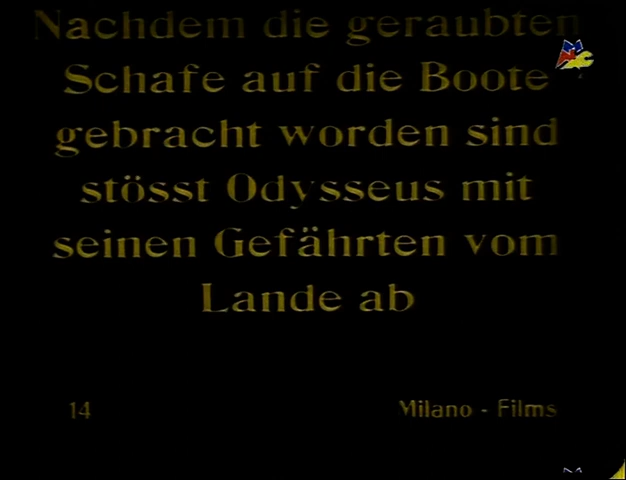 Nachdem die geraubten
Schafe auf die Boote
gebracht worden sind
stösst Odysseus mit
seinen Gefährten vom
Lande ab
14
Milano - Films